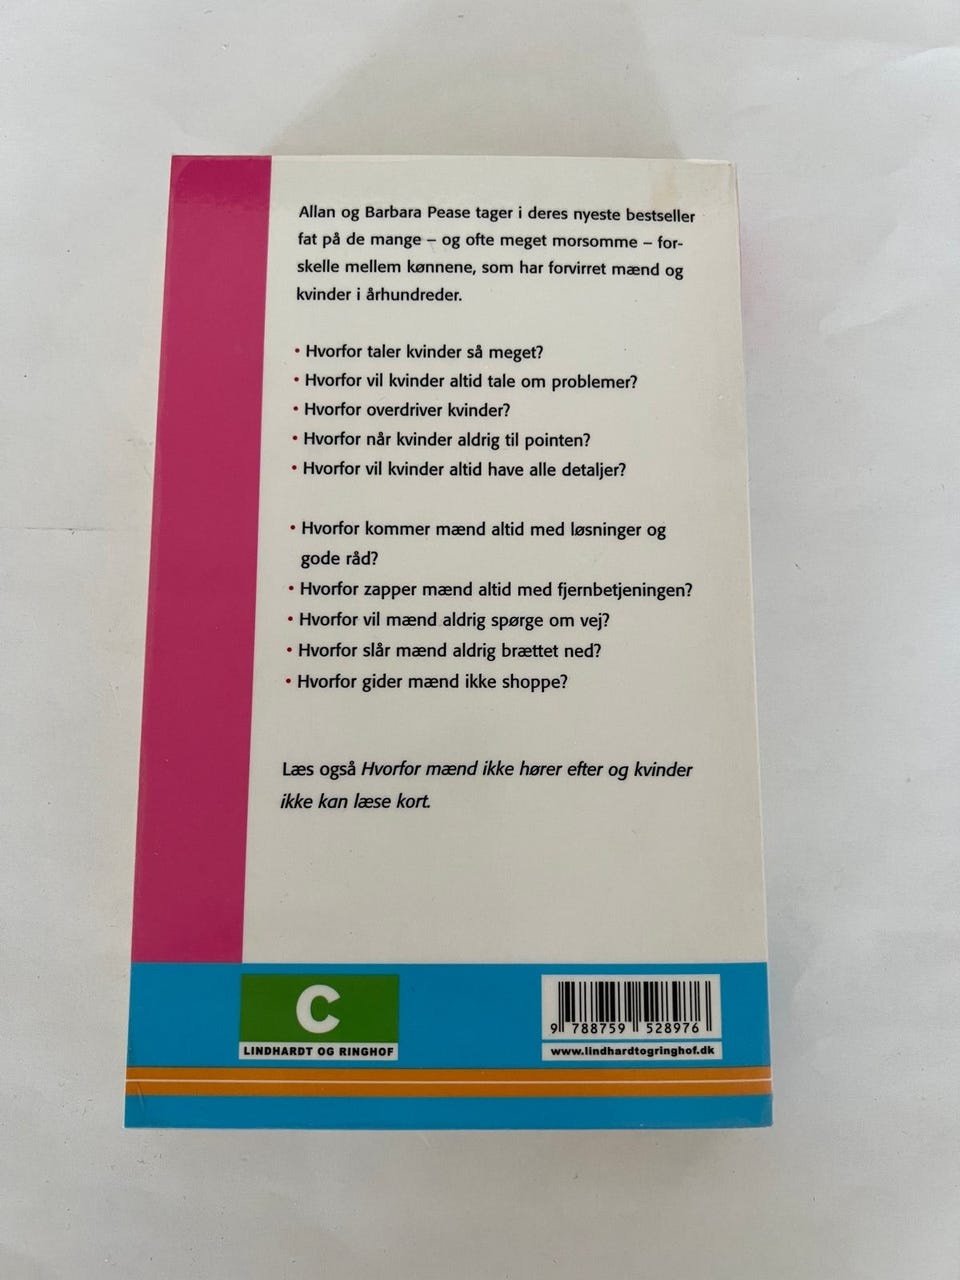 Allan og Barbara Pease tager i deres nyeste bestseller
fat på de mange – og ofte meget morsomme – for-
skelle mellem kønnene, som har forvirret mænd og
kvinder i århundreder.
• Hvorfor taler kvinder så meget?
• Hvorfor vil kvinder altid tale om problemer?
• Hvorfor overdriver kvinder?
• Hvorfor når kvinder aldrig til pointen?
• Hvorfor vil kvinder altid have alle detaljer?
• Hvorfor kommer mænd altid med løsninger og
gode råd?
• Hvorfor zapper mænd altid med fjernbetjeningen?
• Hvorfor vil mænd aldrig spørge om vej?
• Hvorfor slår mænd aldrig brættet ned?
• Hvorfor gider mænd ikke shoppe?
Læs også Hvorfor mænd ikke hører efter og kvinder
ikke kan læse kort.
C
LINDHARDT OG RINGHOF
9 788759 528976
www.lindhardtogringhof.dk